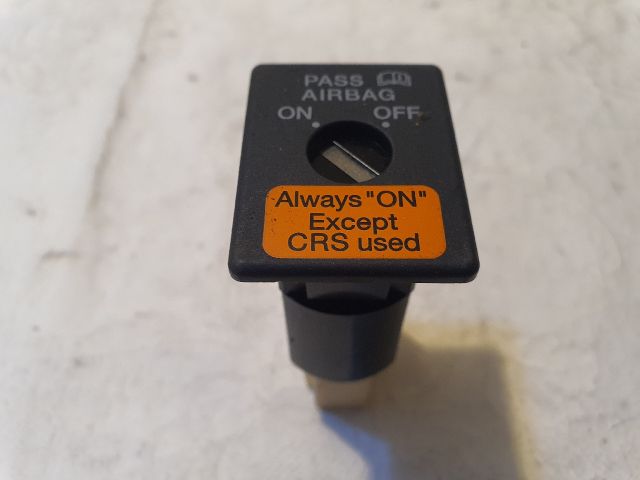 PASS
AIRBAG
ON OFF
Always "ON"
Except
CRS used